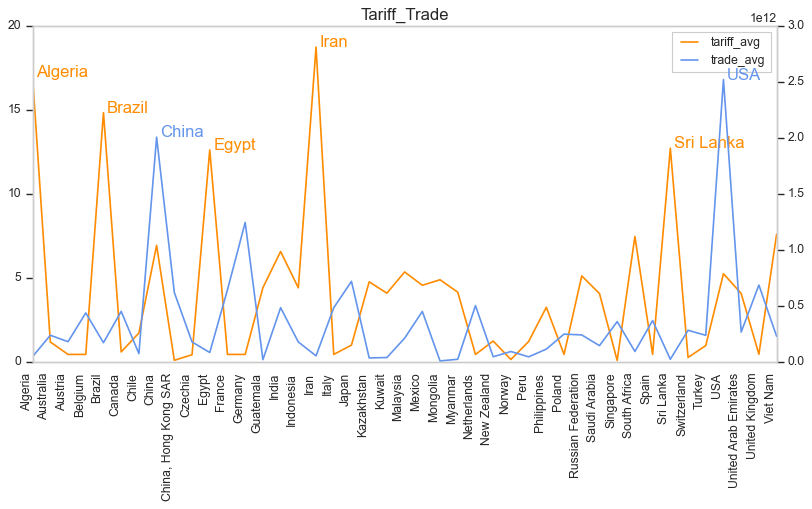 Tariff_Trade
1e12
20
15
10
5
0
3.0
2.5
2.0
1.5
1.0
0.5
0.0
tariff_avg
trade_avg
Algeria
Brazil
China
Egypt
Iran
Sri Lanka
USA
Algeria
Australia
Austria
Belgium
Brazil
Canada
Chile
China
China, Hong Kong SAR
Czechia
Egypt
France
Germany
Guatemala
India
Indonesia
Iran
Italy
Japan
Kazakhstan
Kuwait
Malaysia
Mexico
Mongolia
Myanmar
Netherlands
New Zealand
Norway
Peru
Philippines
Poland
Russian Federation
Saudi Arabia
Singapore
South Africa
Spain
Sri Lanka
Switzerland
Turkey
USA
United Arab Emirates
United Kingdom
Viet Nam